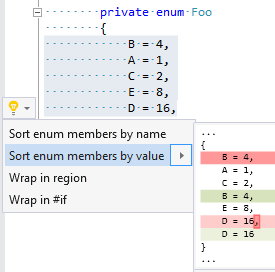 private enum Foo
{
B = 4,
A = 1,
C = 2,
E = 8,
D = 16,
Sort enum members by name
Sort enum members by value
Wrap in region
Wrap in #if
...
{
B = 4,
A = 1,
C = 2,
B = 4,
E = 8,
D = 16,
D = 16
}
...